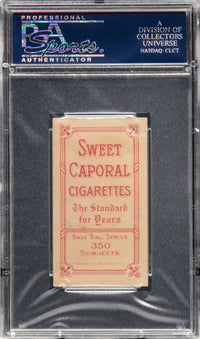 PROFESSIONAL
PSA
Sports
AUTHENTICATOR
A
DIVISION OF
COLLECTORS
UNIVERSE
NASDAQ: CLCT
SWEET
CAPORAL
CIGARETTES
The Standard
for Years
BASE BALL SERIES
350
SUBJECTS